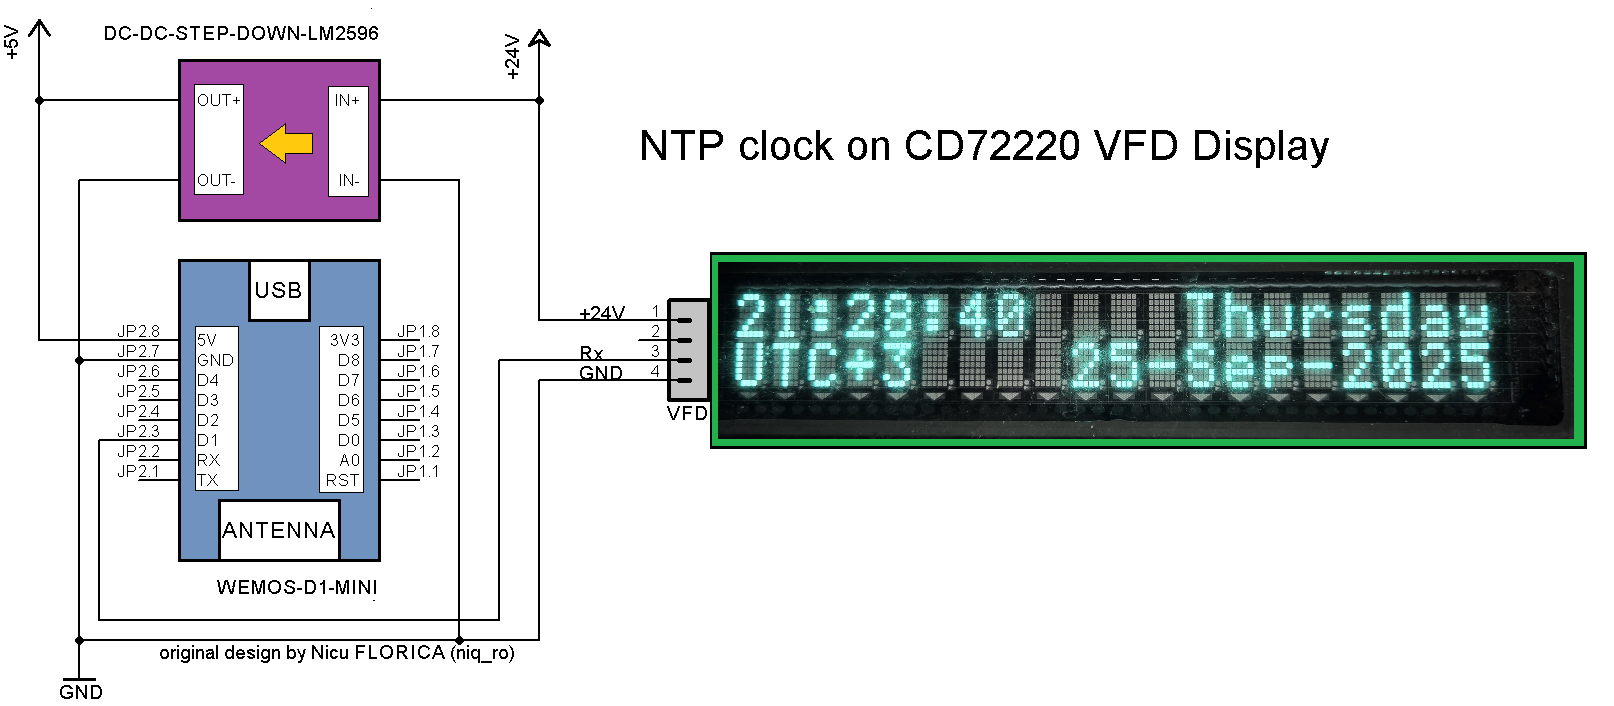 +5V
DC-DC-STEP-DOWN-LM2596
+24V
OUT+
IN+
OUT-
IN-
NTP clock on CD72220 VFD Display
USB
JP2.8
5V
3V3
JP1.8
JP2.7
GND
D8
JP1.7
JP2.6
D4
D7
JP1.6
JP2.5
D3
D6
JP1.5
JP2.4
D2
D5
JP1.4
JP2.3
D1
D0
JP1.3
JP2.2
RX
A0
JP1.2
JP2.1
TX
RST
JP1.1
ANTENNA
WEMOS-D1-MINI
+24V 1
2
Rx 3
GND 4
VFD
21:28:40 Thursday
UTC+3 25-Sep-2025
original design by Nicu FLORICA (niq_ro)
GND